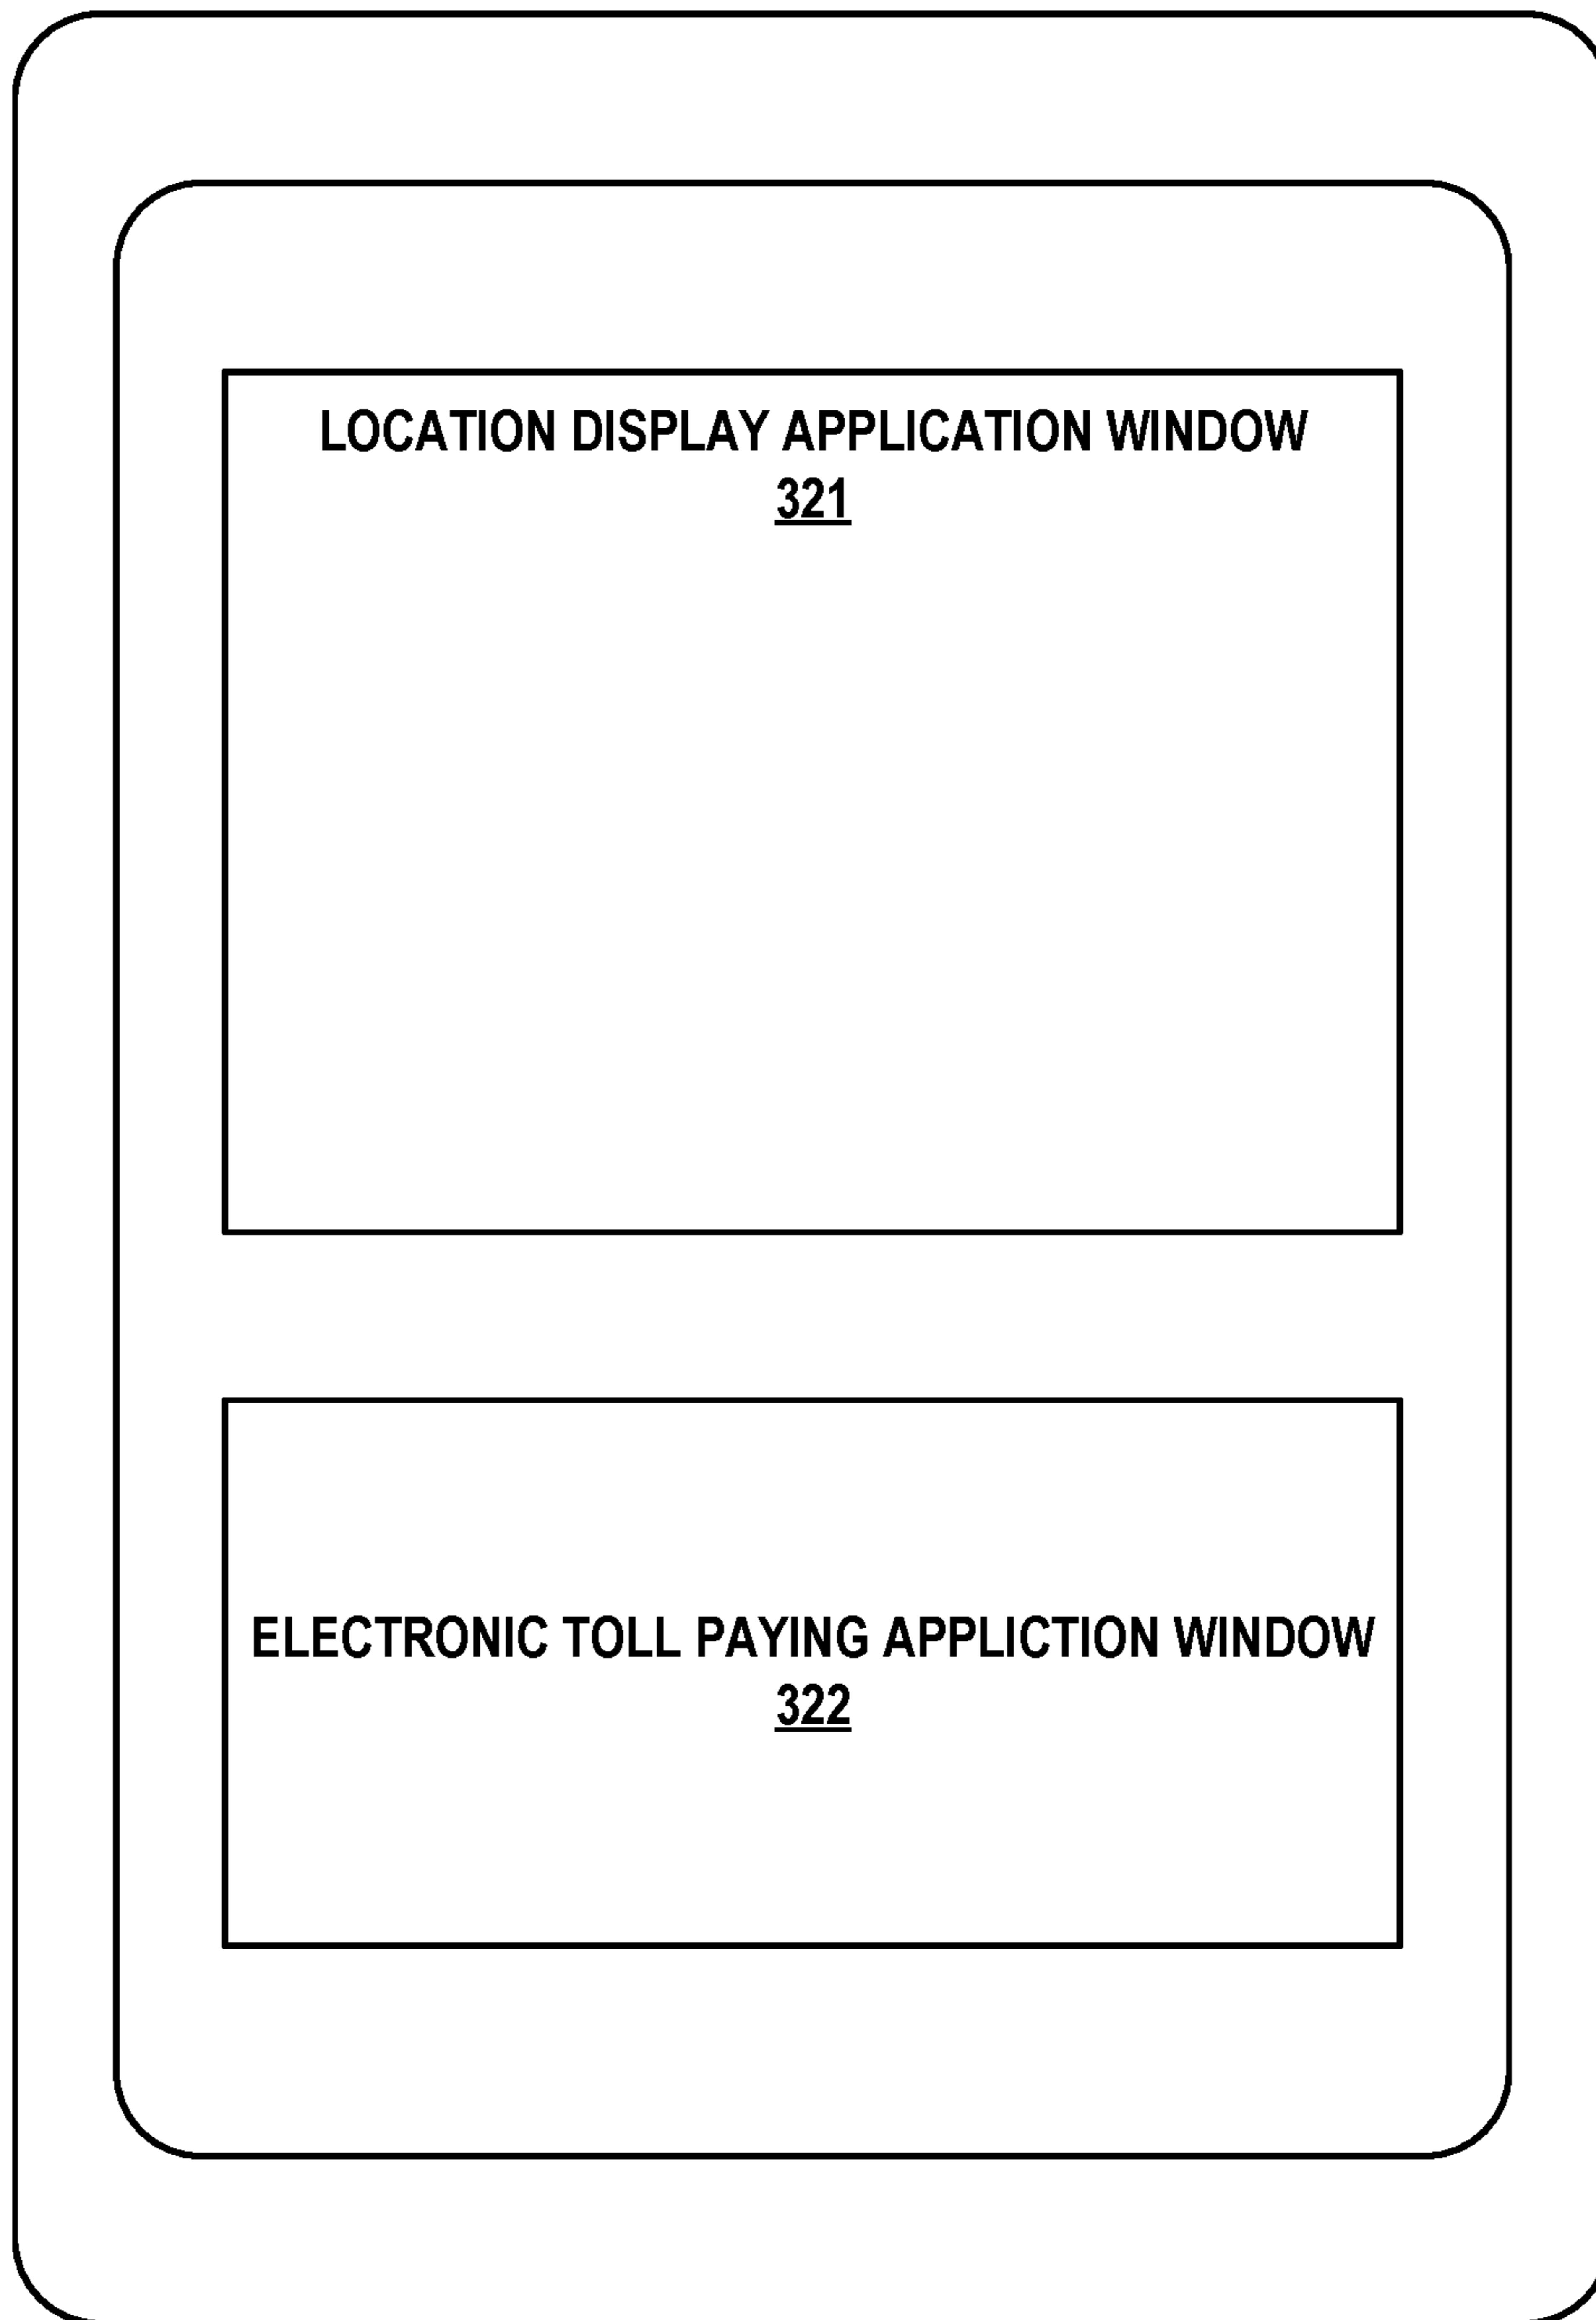 LOCATION DISPLAY APPLICATION WINDOW
321
ELECTRONIC TOLL PAYING APPLICTION WINDOW
322